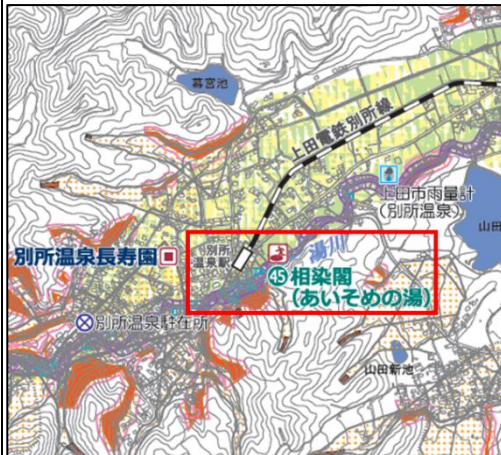 幕宮池
上田電鉄別所線
上田市雨量計
(別所温泉)
山田
別所温泉長寿園
別所
温泉駅
湯川
㊺相染閣
(あいそめの湯)
別所温泉駐在所
山田新池